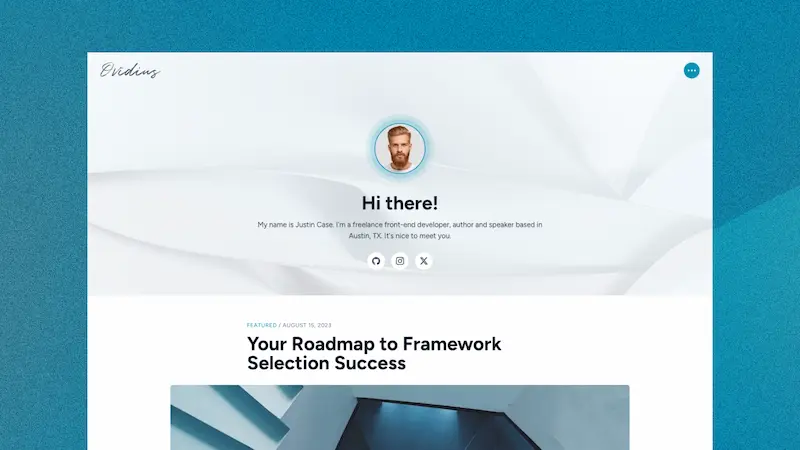 Ovidius
Hi there!
My name is Justin Case. I'm a freelance front-end developer, author and speaker based in
Austin, TX. It's nice to meet you.
FEATURED / AUGUST 15, 2023
Your Roadmap to Framework
Selection Success